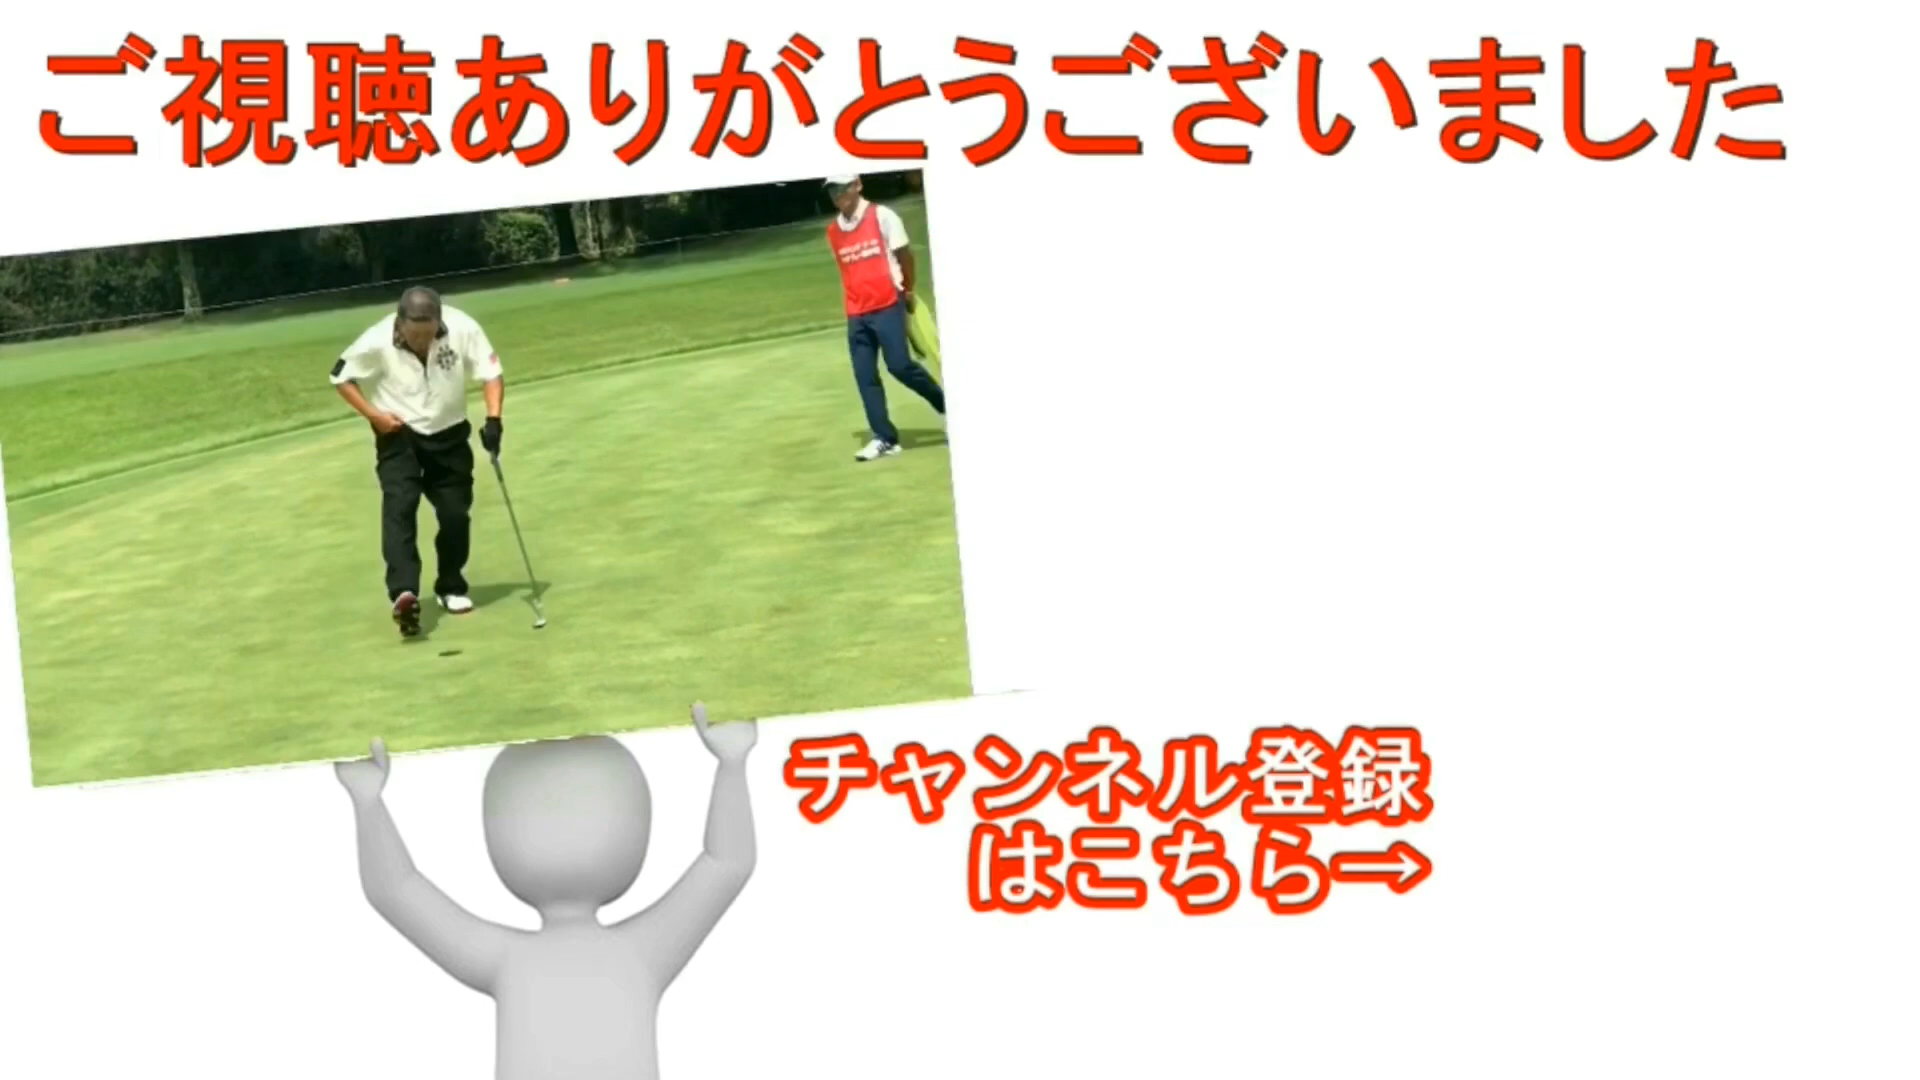 ご視聴ありがとうございました
チャンネル登録
はこちら→